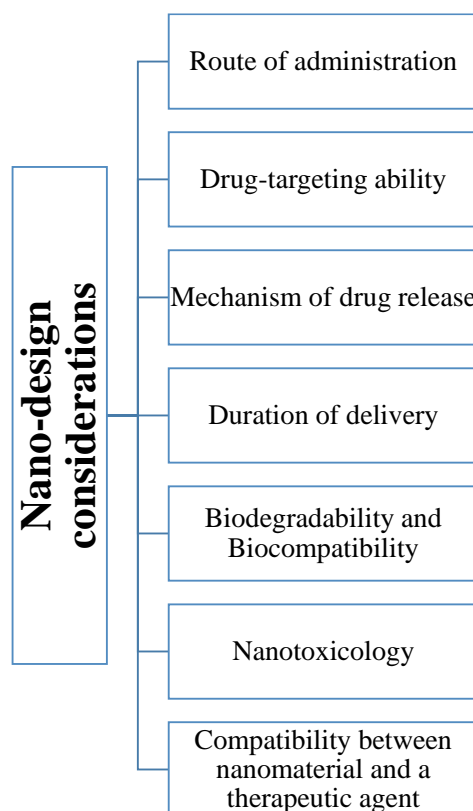 Nano-design
considerations
Route of administration
Drug-targeting ability
Mechanism of drug release
Duration of delivery
Biodegradability and
Biocompatibility
Nanotoxicology
Compatibility between
nanomaterial and a
therapeutic agent